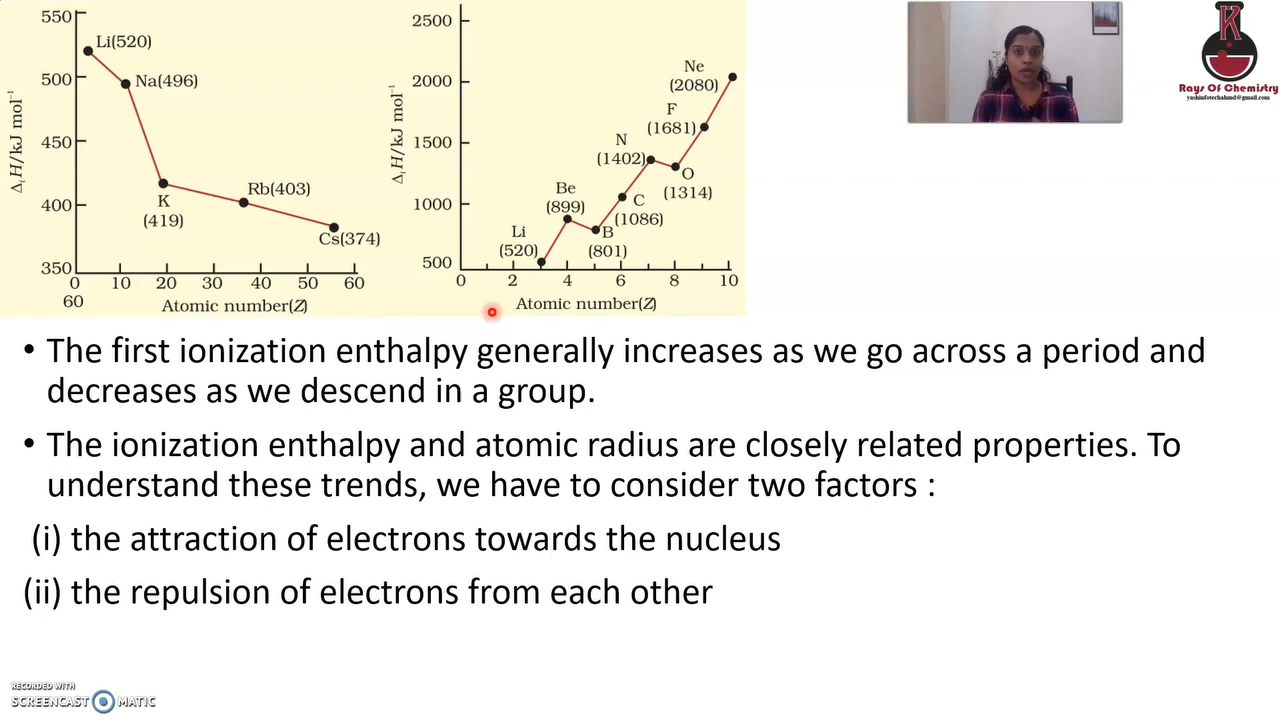 550
500
450
400
350
Δᵢ H/kJ mol⁻¹
Li(520)
Na(496)
K
(419)
Rb(403)
Cs(374)
0 10 20 30 40 50 60
60
Atomic number(Z)
2500
2000
1500
1000
500
Δᵢ H/kJ mol⁻¹
Li
(520)
Be
(899)
B
(801)
C
(1086)
N
(1402)
O
(1314)
F
(1681)
Ne
(2080)
0 2 4 6 8 10
Atomic number(Z)
K
Rays Of Chemistry
yashinfotechahmd@gmail.com
• The first ionization enthalpy generally increases as we go across a period and
decreases as we descend in a group.
• The ionization enthalpy and atomic radius are closely related properties. To
understand these trends, we have to consider two factors :
(i) the attraction of electrons towards the nucleus
(ii) the repulsion of electrons from each other
RECORDED WITH
SCREENCAST MATIC